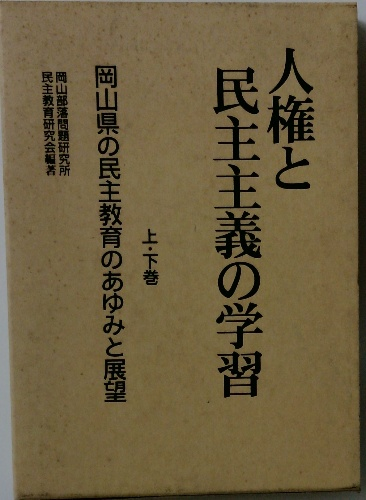 人権と
民主主義の学習
上・下巻
岡山県の民主教育のあゆみと展望
岡山部落問題研究所
民主教育研究会編著